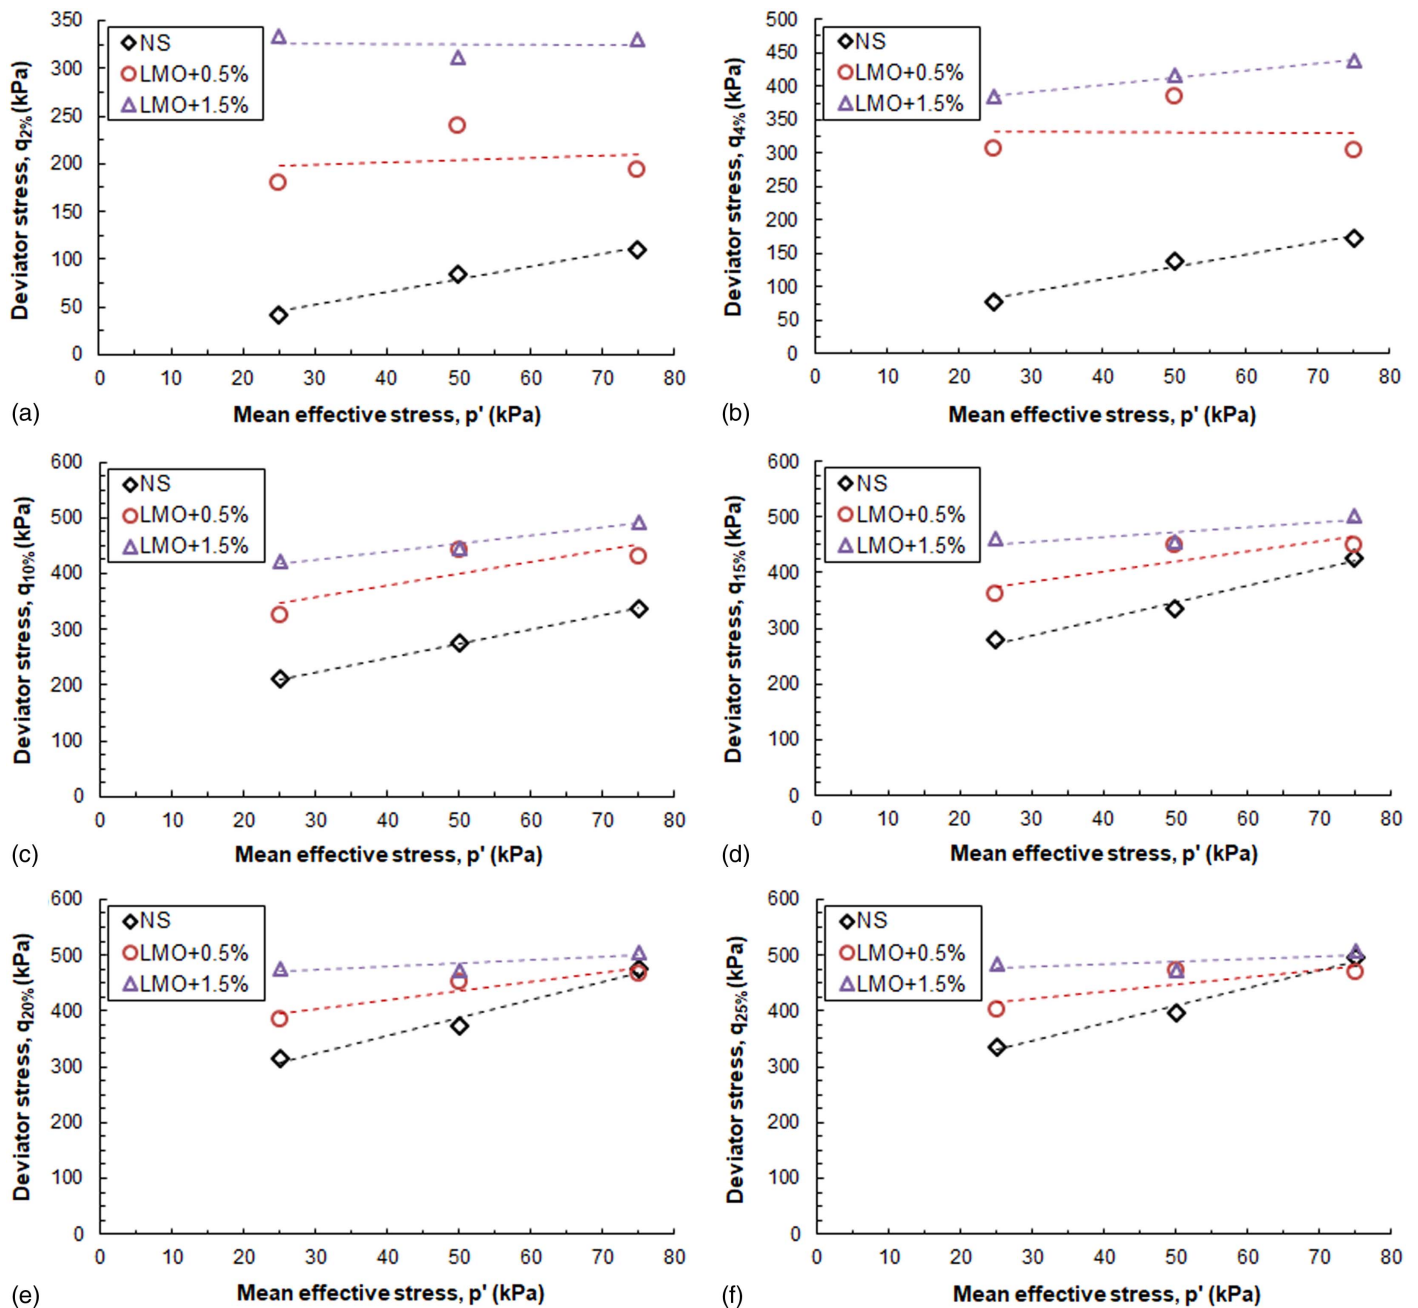 350
300
250
200
150
100
50
0
Deviator stress, q2% (kPa)
NS
LMO+0.5%
LMO+1.5%
0 10 20 30 40 50 60 70 80
(a) Mean effective stress, p' (kPa)
500
450
400
350
300
250
200
150
100
50
0
Deviator stress, q4% (kPa)
NS
LMO+0.5%
LMO+1.5%
0 10 20 30 40 50 60 70 80
(b) Mean effective stress, p' (kPa)
600
500
400
300
200
100
0
Deviator stress, q10% (kPa)
NS
LMO+0.5%
LMO+1.5%
0 10 20 30 40 50 60 70 80
(c) Mean effective stress, p' (kPa)
600
500
400
300
200
100
0
Deviator stress, q15% (kPa)
NS
LMO+0.5%
LMO+1.5%
0 10 20 30 40 50 60 70 80
(d) Mean effective stress, p' (kPa)
600
500
400
300
200
100
0
Deviator stress, q20% (kPa)
NS
LMO+0.5%
LMO+1.5%
0 10 20 30 40 50 60 70 80
(e) Mean effective stress, p' (kPa)
600
500
400
300
200
100
0
Deviator stress, q25% (kPa)
NS
LMO+0.5%
LMO+1.5%
0 10 20 30 40 50 60 70 80
(f) Mean effective stress, p' (kPa)